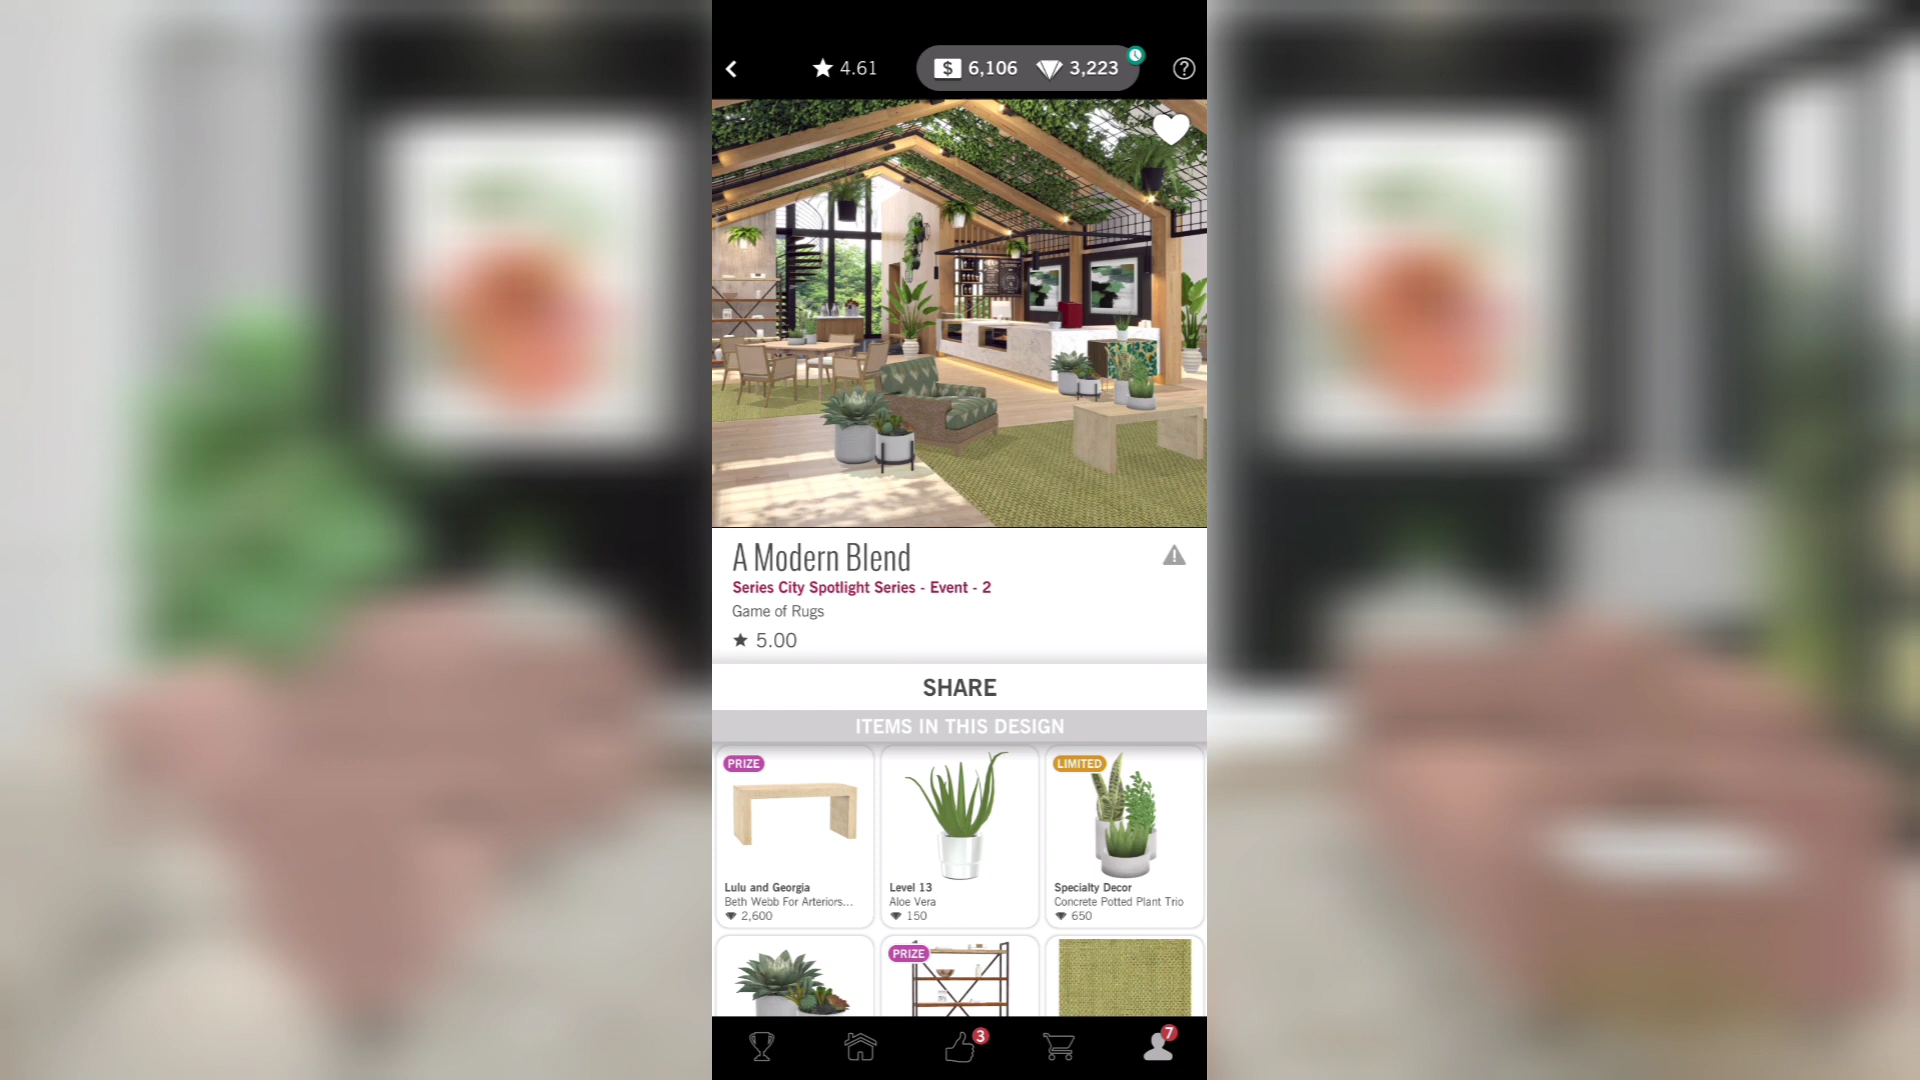 4.61
$ 6,106
3,223
?
A Modern Blend
Series City Spotlight Series - Event - 2
Game of Rugs
5.00
SHARE
ITEMS IN THIS DESIGN
PRIZE
Lulu and Georgia
Beth Webb For Arteriors...
2,600
Level 13
Aloe Vera
150
LIMITED
Specialty Decor
Concrete Potted Plant Trio
650
PRIZE
3
7